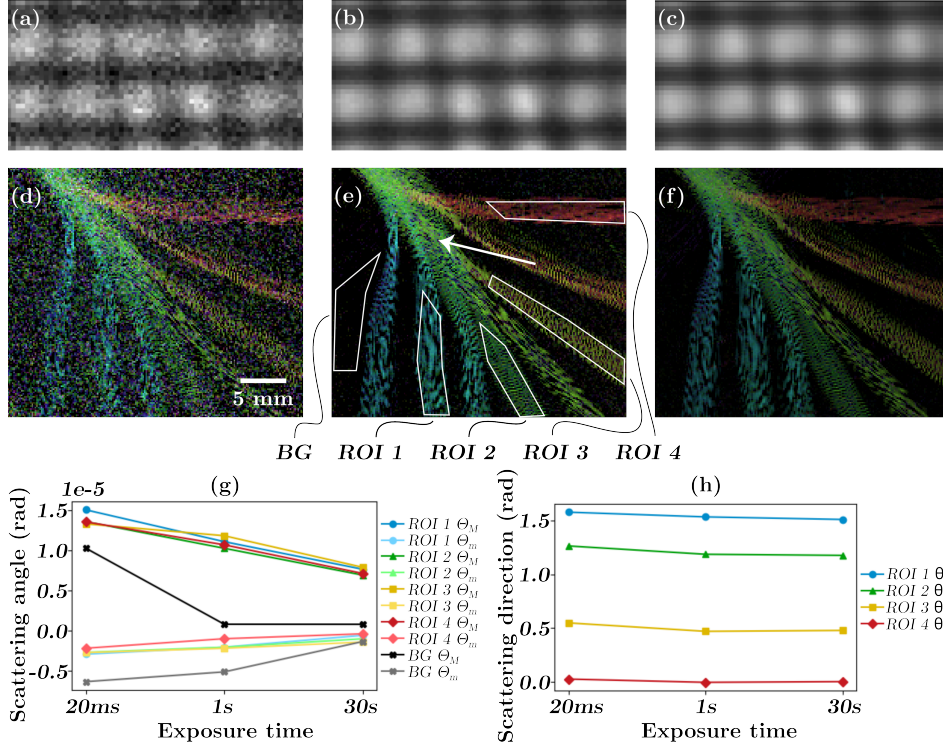 (a) (b) (c)
(d) (e) (f)
5 mm
BG ROI 1 ROI 2 ROI 3 ROI 4
(g)
1e-5
Scattering angle (rad)
1.5
1.0
0.5
0.0
-0.5
20ms 1s 30s
Exposure time
ROI 1 Θ_M
ROI 1 Θ_m
ROI 2 Θ_M
ROI 2 Θ_m
ROI 3 Θ_M
ROI 3 Θ_m
ROI 4 Θ_M
ROI 4 Θ_m
BG Θ_M
BG Θ_m
(h)
Scattering direction (rad)
1.5
1.0
0.5
0.0
20ms 1s 30s
Exposure time
ROI 1 θ
ROI 2 θ
ROI 3 θ
ROI 4 θ